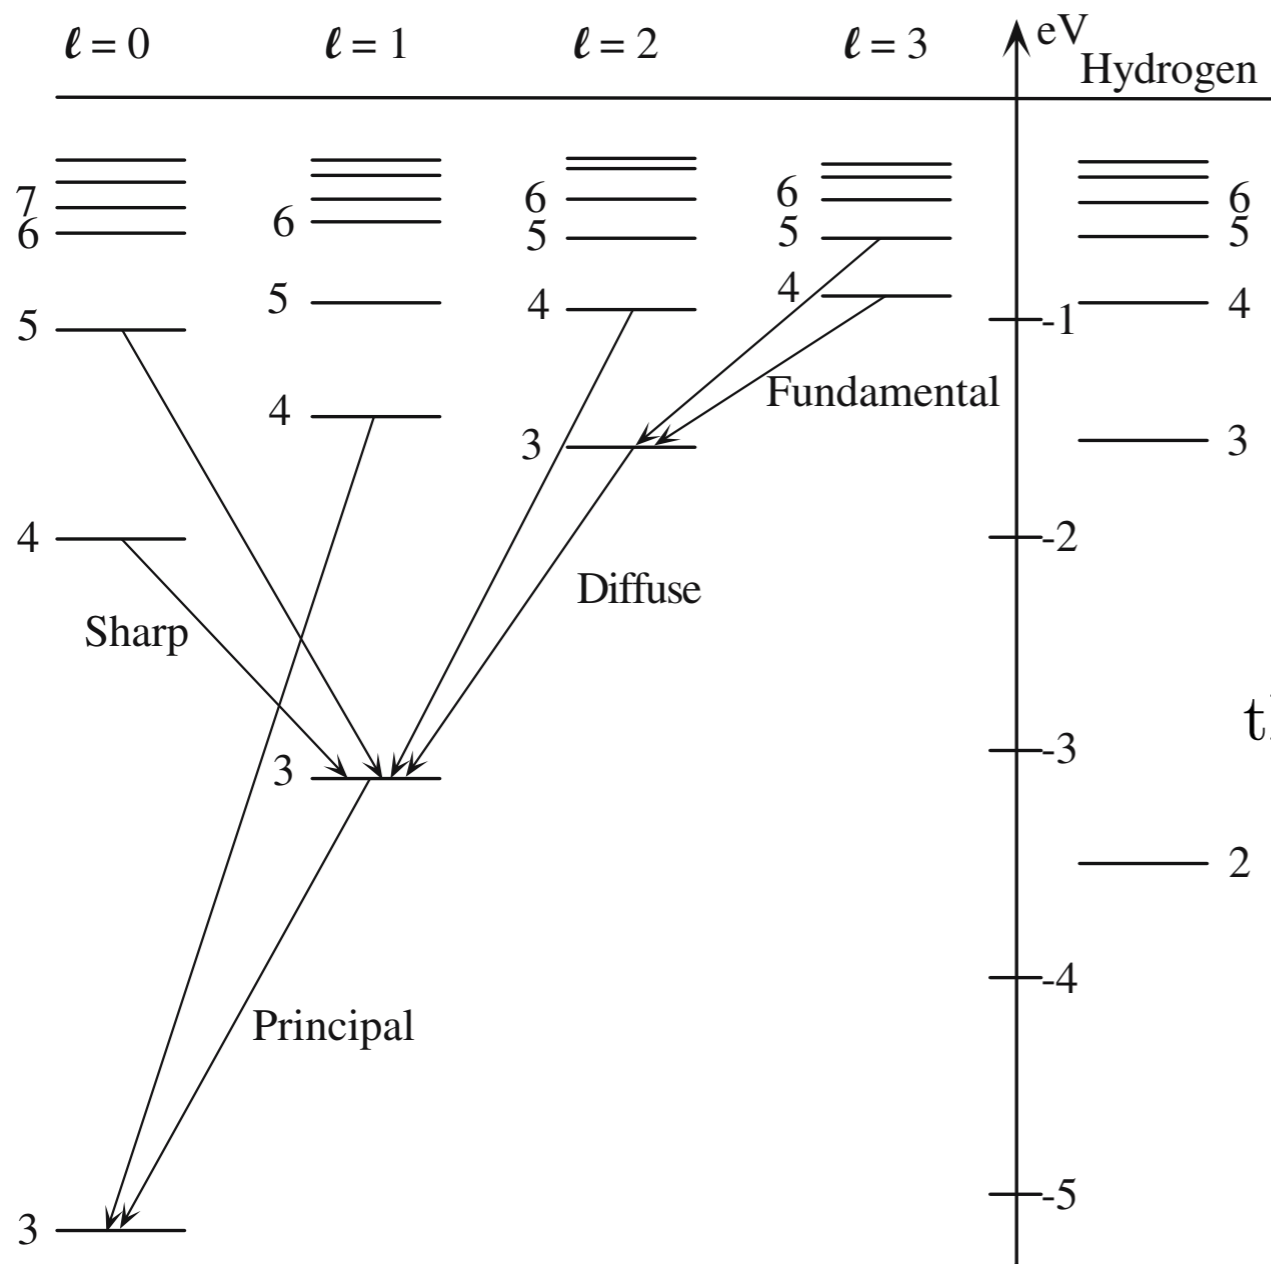 ℓ = 0 ℓ = 1 ℓ = 2 ℓ = 3 eV
Hydrogen
7 6 6 6
6 6 5 5 5
5 5 4 4 -1 4
4 Fundamental
3 3
4 -2
Diffuse
Sharp
3 -3
2
-4
Principal
-5
3